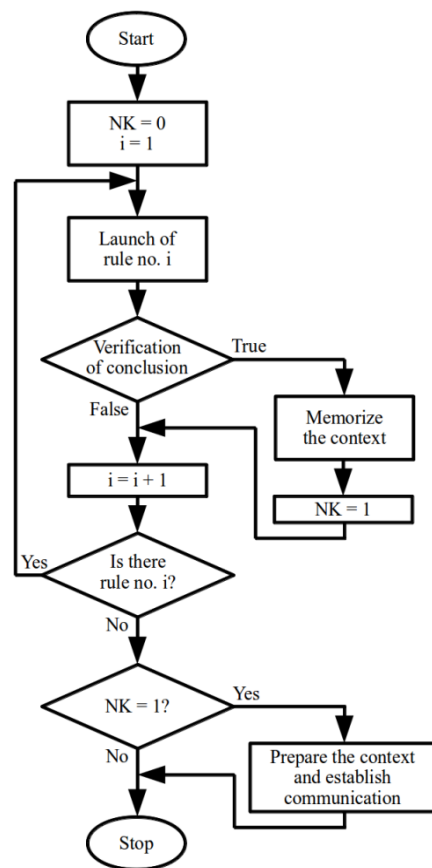 Start
NK = 0
i = 1
Launch of
rule no. i
Verification
of conclusion
True
False
Memorize
the context
NK = 1
i = i + 1
Is there
rule no. i?
Yes
No
NK = 1?
Yes
No
Prepare the context
and establish
communication
Stop